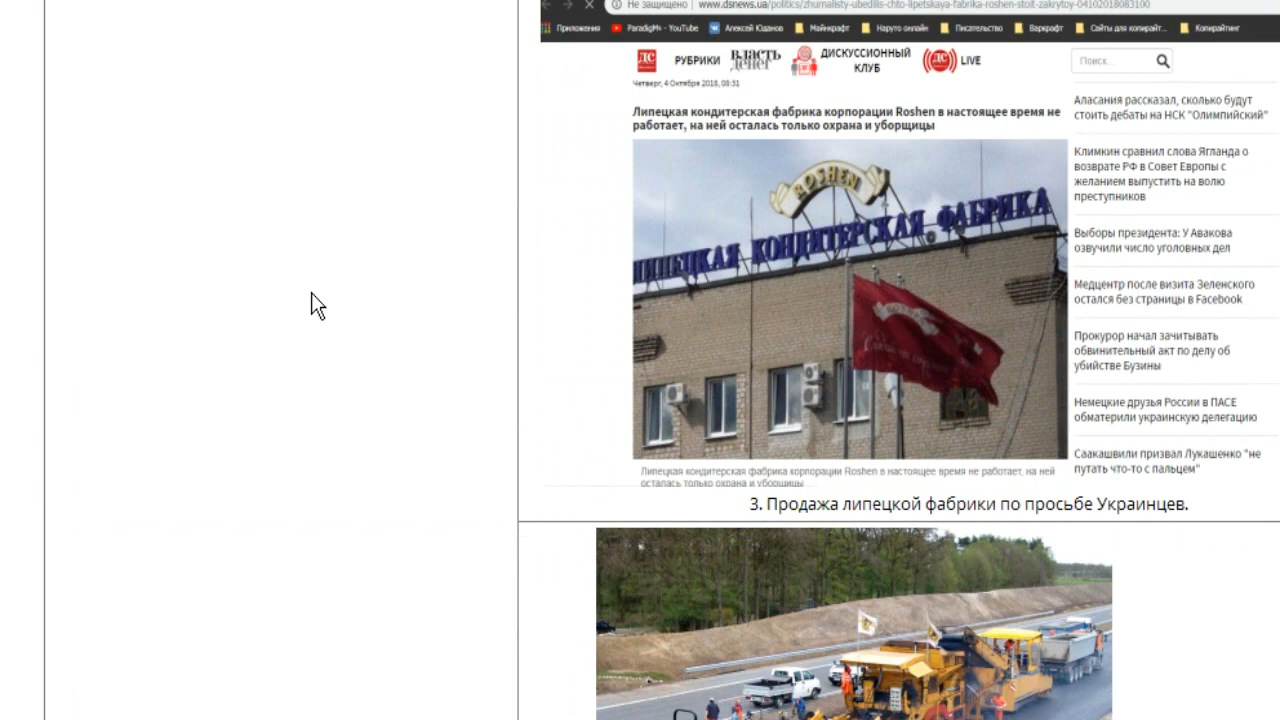 Не защищено | www.dsnews.ua/politics/zhurnalisty-ubedilis-chto-lipetskaya-fabrika-roshen-stoit-zakrytoy-04102018083100
Приложения ParadigM - YouTube Алексей Юданов Майнкрафт Наруто онлайн Писательство Варкрафт Сайты для копирайт... Копирайтинг
ДС РУБРИКИ ВЛАСТЬ ДЕНЕГ ДИСКУССИОННЫЙ КЛУБ ДС LIVE Поиск...
Четверг, 4 Октября 2018, 08:31
Липецкая кондитерская фабрика корпорации Roshen в настоящее время не
работает, на ней осталась только охрана и уборщицы
ROSHEN
ЛИПЕЦКАЯ КОНДИТЕРСКАЯ ФАБРИКА
Липецкая кондитерская фабрика корпорации Roshen в настоящее время не работает, на ней
осталась только охрана и уборщицы
Аласания рассказал, сколько будут
стоить дебаты на НСК "Олимпийский"
Климкин сравнил слова Ягланда о
возврате РФ в Совет Европы с
желанием выпустить на волю
преступников
Выборы президента: У Авакова
озвучили число уголовных дел
Медцентр после визита Зеленского
остался без страницы в Facebook
Прокурор начал зачитывать
обвинительный акт по делу об
убийстве Бузины
Немецкие друзья России в ПАСЕ
обматерили украинскую делегацию
Саакашвили призвал Лукашенко "не
путать что-то с пальцем"
3. Продажа липецкой фабрики по просьбе Украинцев.